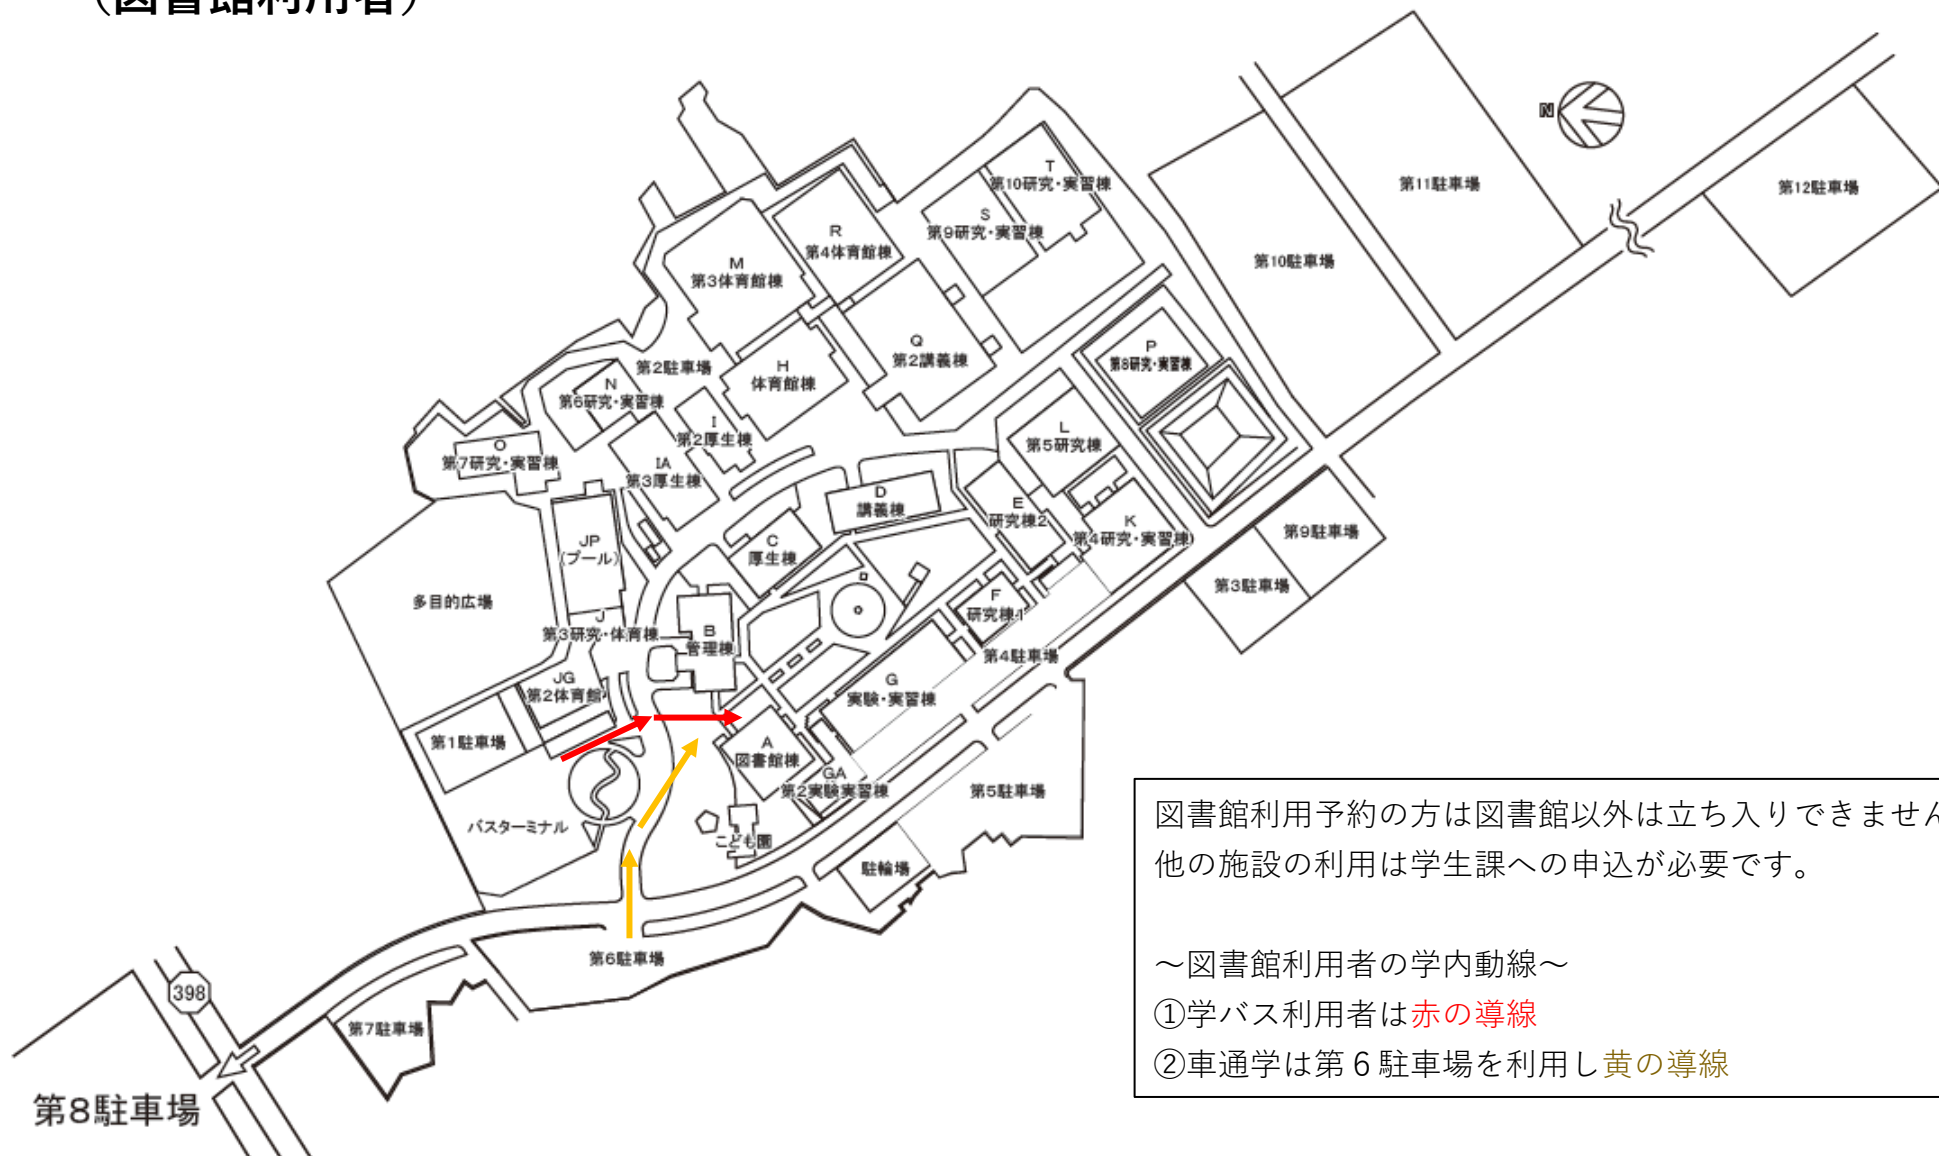 （図書館利用者）
N
第11駐車場
第12駐車場
第10駐車場
T
第10研究・実習棟
S
第9研究・実習棟
R
第4体育館棟
M
第3体育館棟
Q
第2講義棟
P
第8研究・実習棟
H
体育館棟
第2駐車場
N
第6研究・実習棟
I
第2厚生棟
O
第7研究・実習棟
IA
第3厚生棟
L
第5研究棟
D
講義棟
E
研究棟2
K
第4研究・実習棟
第9駐車場
第3駐車場
JP
(プール)
C
厚生棟
多目的広場
J
第3研究・体育棟
B
管理棟
F
研究棟1
第4駐車場
JG
第2体育館
G
実験・実習棟
第1駐車場
A
図書館棟
GA
第2実験実習棟
第5駐車場
バスターミナル
こども園
駐輪場
第6駐車場
398
第7駐車場
第8駐車場
図書館利用予約の方は図書館以外は立ち入りできません
他の施設の利用は学生課への申込が必要です。
～図書館利用者の学内動線～
①学バス利用者は赤の導線
②車通学は第６駐車場を利用し黄の導線